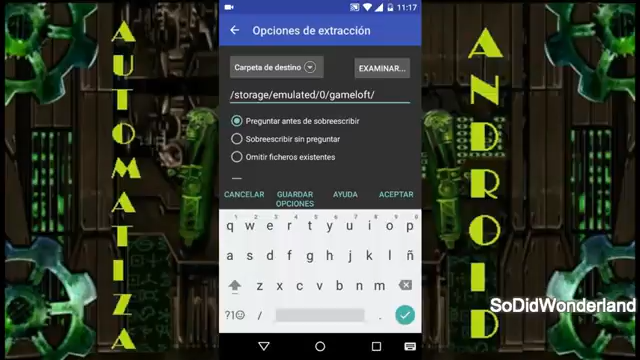 AUTOMATIZA
11:17
Opciones de extracción
Carpeta de destino
EXAMINAR...
/storage/emulated/0/gameloft/
Preguntar antes de sobreescribir
Sobreescribir sin preguntar
Omitir ficheros existentes
CANCELAR
GUARDAR OPCIONES
AYUDA
ACEPTAR
q w e r t y u i o p
a s d f g h j k l ñ
z x c v b n m
?1☺ / .
ANDROID
SoDidWonderland